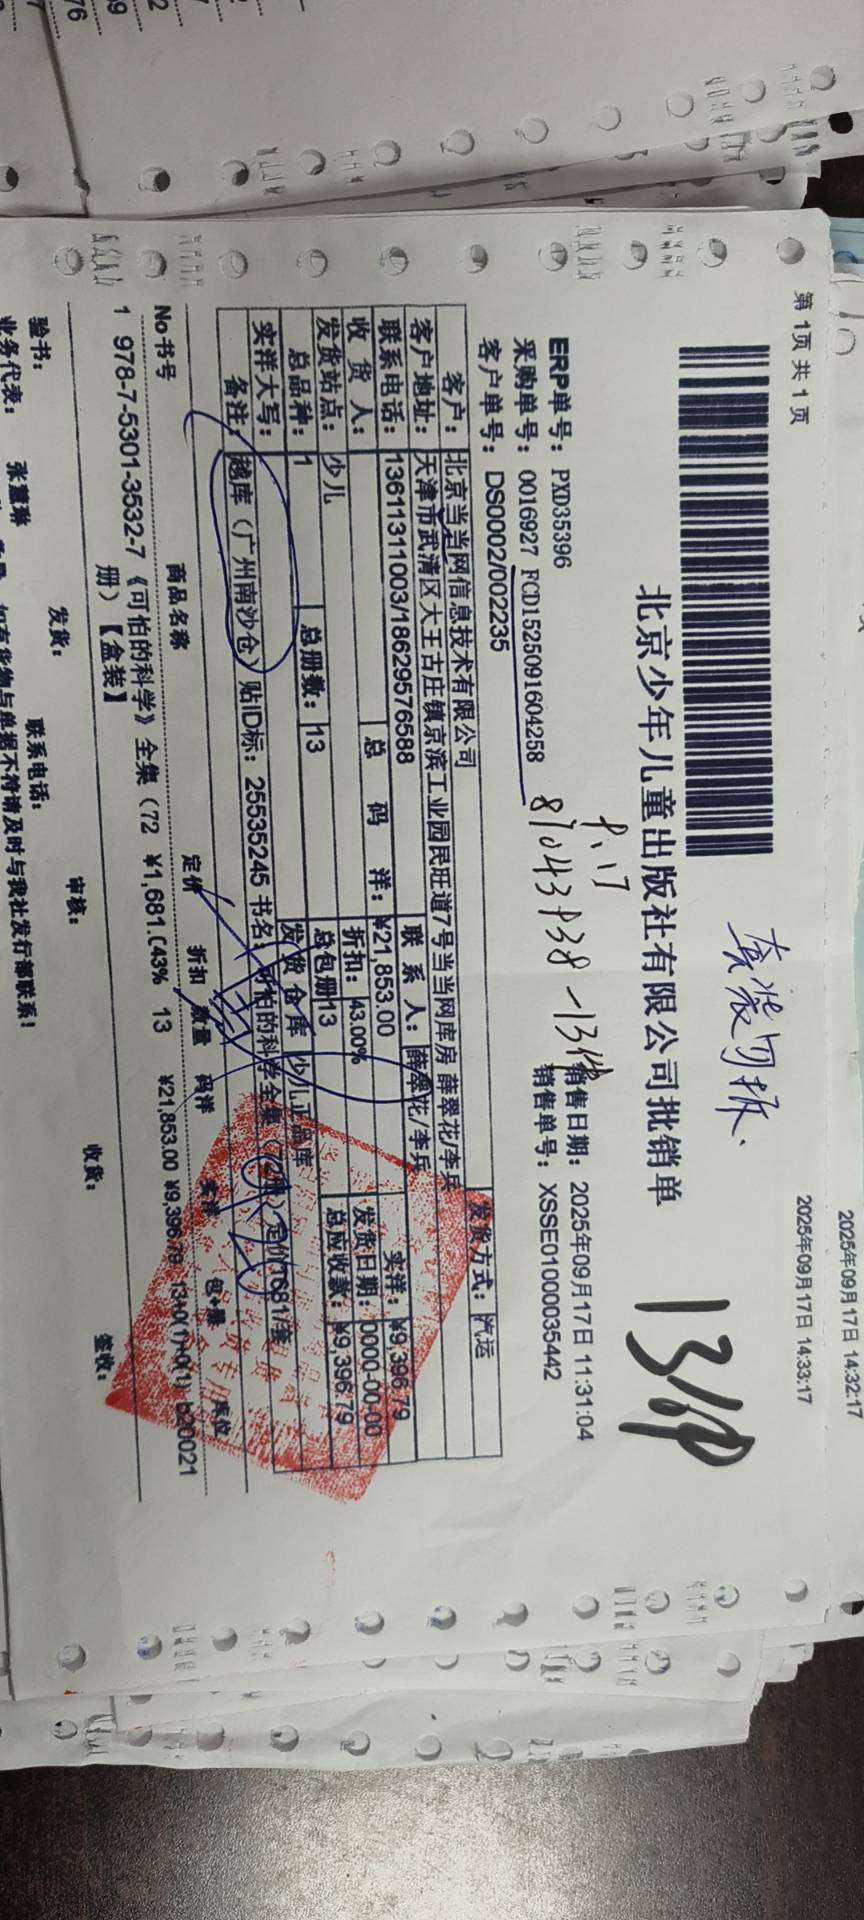 2025年09月17日 14:32:17
第 1页 共 1 页
2025年09月17日 14:33:17
套装勿拆.
北京少年儿童出版社有限公司批销单
13件
9.17
87043938-13件
ERP单号: PXD35396
销售日期: 2025年09月17日 11:31:04
采购单号: 0016927 FCD1525091604258
销售单号: XSSE01000035442
客户单号: DS0002/002235
客户: 北京当当网信息技术有限公司
发货方式: 汽运
客户地址: 天津市武清区大王古庄镇京滨工业园民旺道7号当当网库房 薛翠花/李兵
联系电话: 13611311003/18629576588
联 系 人: 薛翠花/李兵
收 货 人:
总 码 洋: ¥21,853.00
实洋: ¥9,396.79
发货站点: 少儿
折扣: 43.00%
发货日期: 0000-00-00
总品种: 1
总册数: 13
总包册 13
总应收款: ¥9,396.79
实洋大写:
发货仓库 少儿正品库
备注: 越库（广州南沙仓）贴ID标: 25535245 书名: 可怕的科学全集（72册）定价1681/套
No 书号 商品名称 定价 折扣 数量 码洋 实洋 包+册 库位
1 978-7-5301-3532-7 《可怕的科学》全集（72 ¥1,681.(43% 13 ¥21,853.00 ¥9,396.79 13+0(1)+0(1) b20021
册）【盒装】
验书: 发货: 审核: 收货: 签收:
业务代表: 张慧琳 联系电话:
如有货物与单据不符请及时与我社发行部联系!